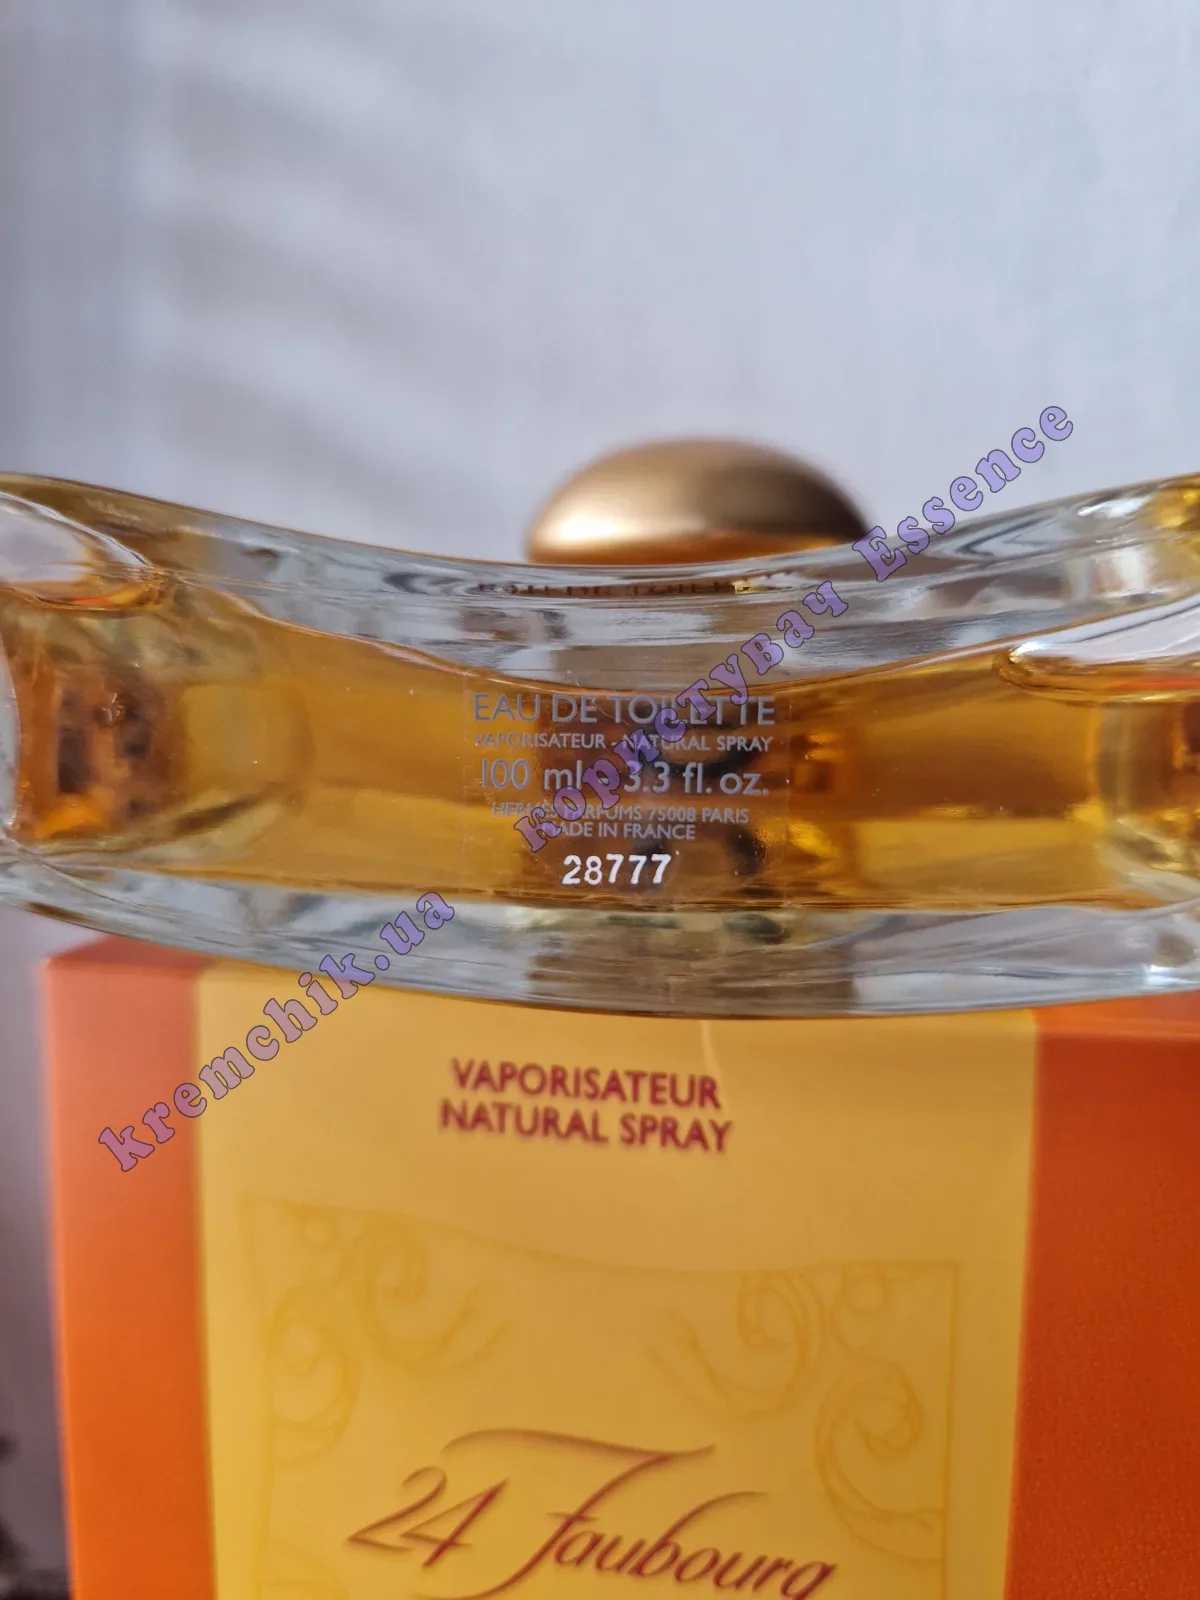 EAU DE TOILETTE
VAPORISATEUR - NATURAL SPRAY
100 ml 3.3 fl. oz.
HERMÈS PARFUMS 75008 PARIS
MADE IN FRANCE
28777
kremchik.ua користувач Essence
VAPORISATEUR
NATURAL SPRAY
24 Faubourg